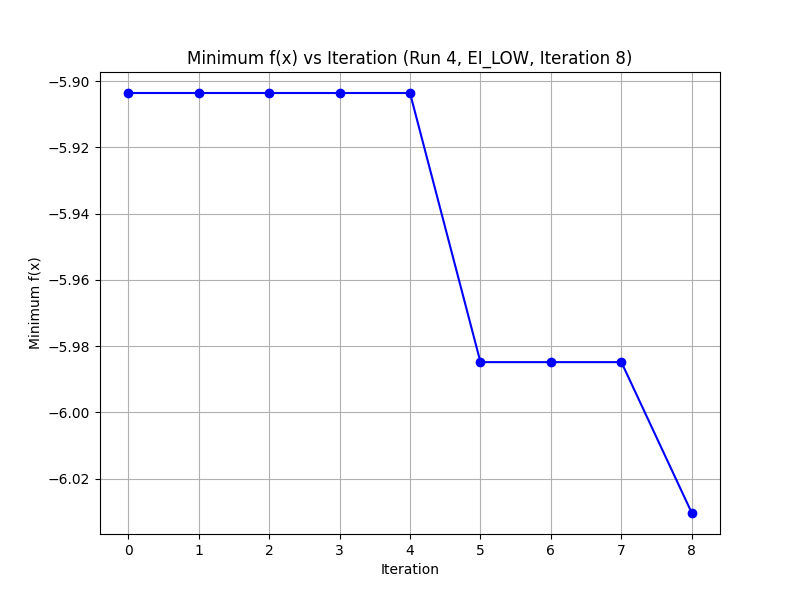 Minimum f(x) vs Iteration (Run 4, EI_LOW, Iteration 8)
−5.90
−5.92
−5.94
−5.96
−5.98
−6.00
−6.02
Minimum f(x)
0 1 2 3 4 5 6 7 8
Iteration